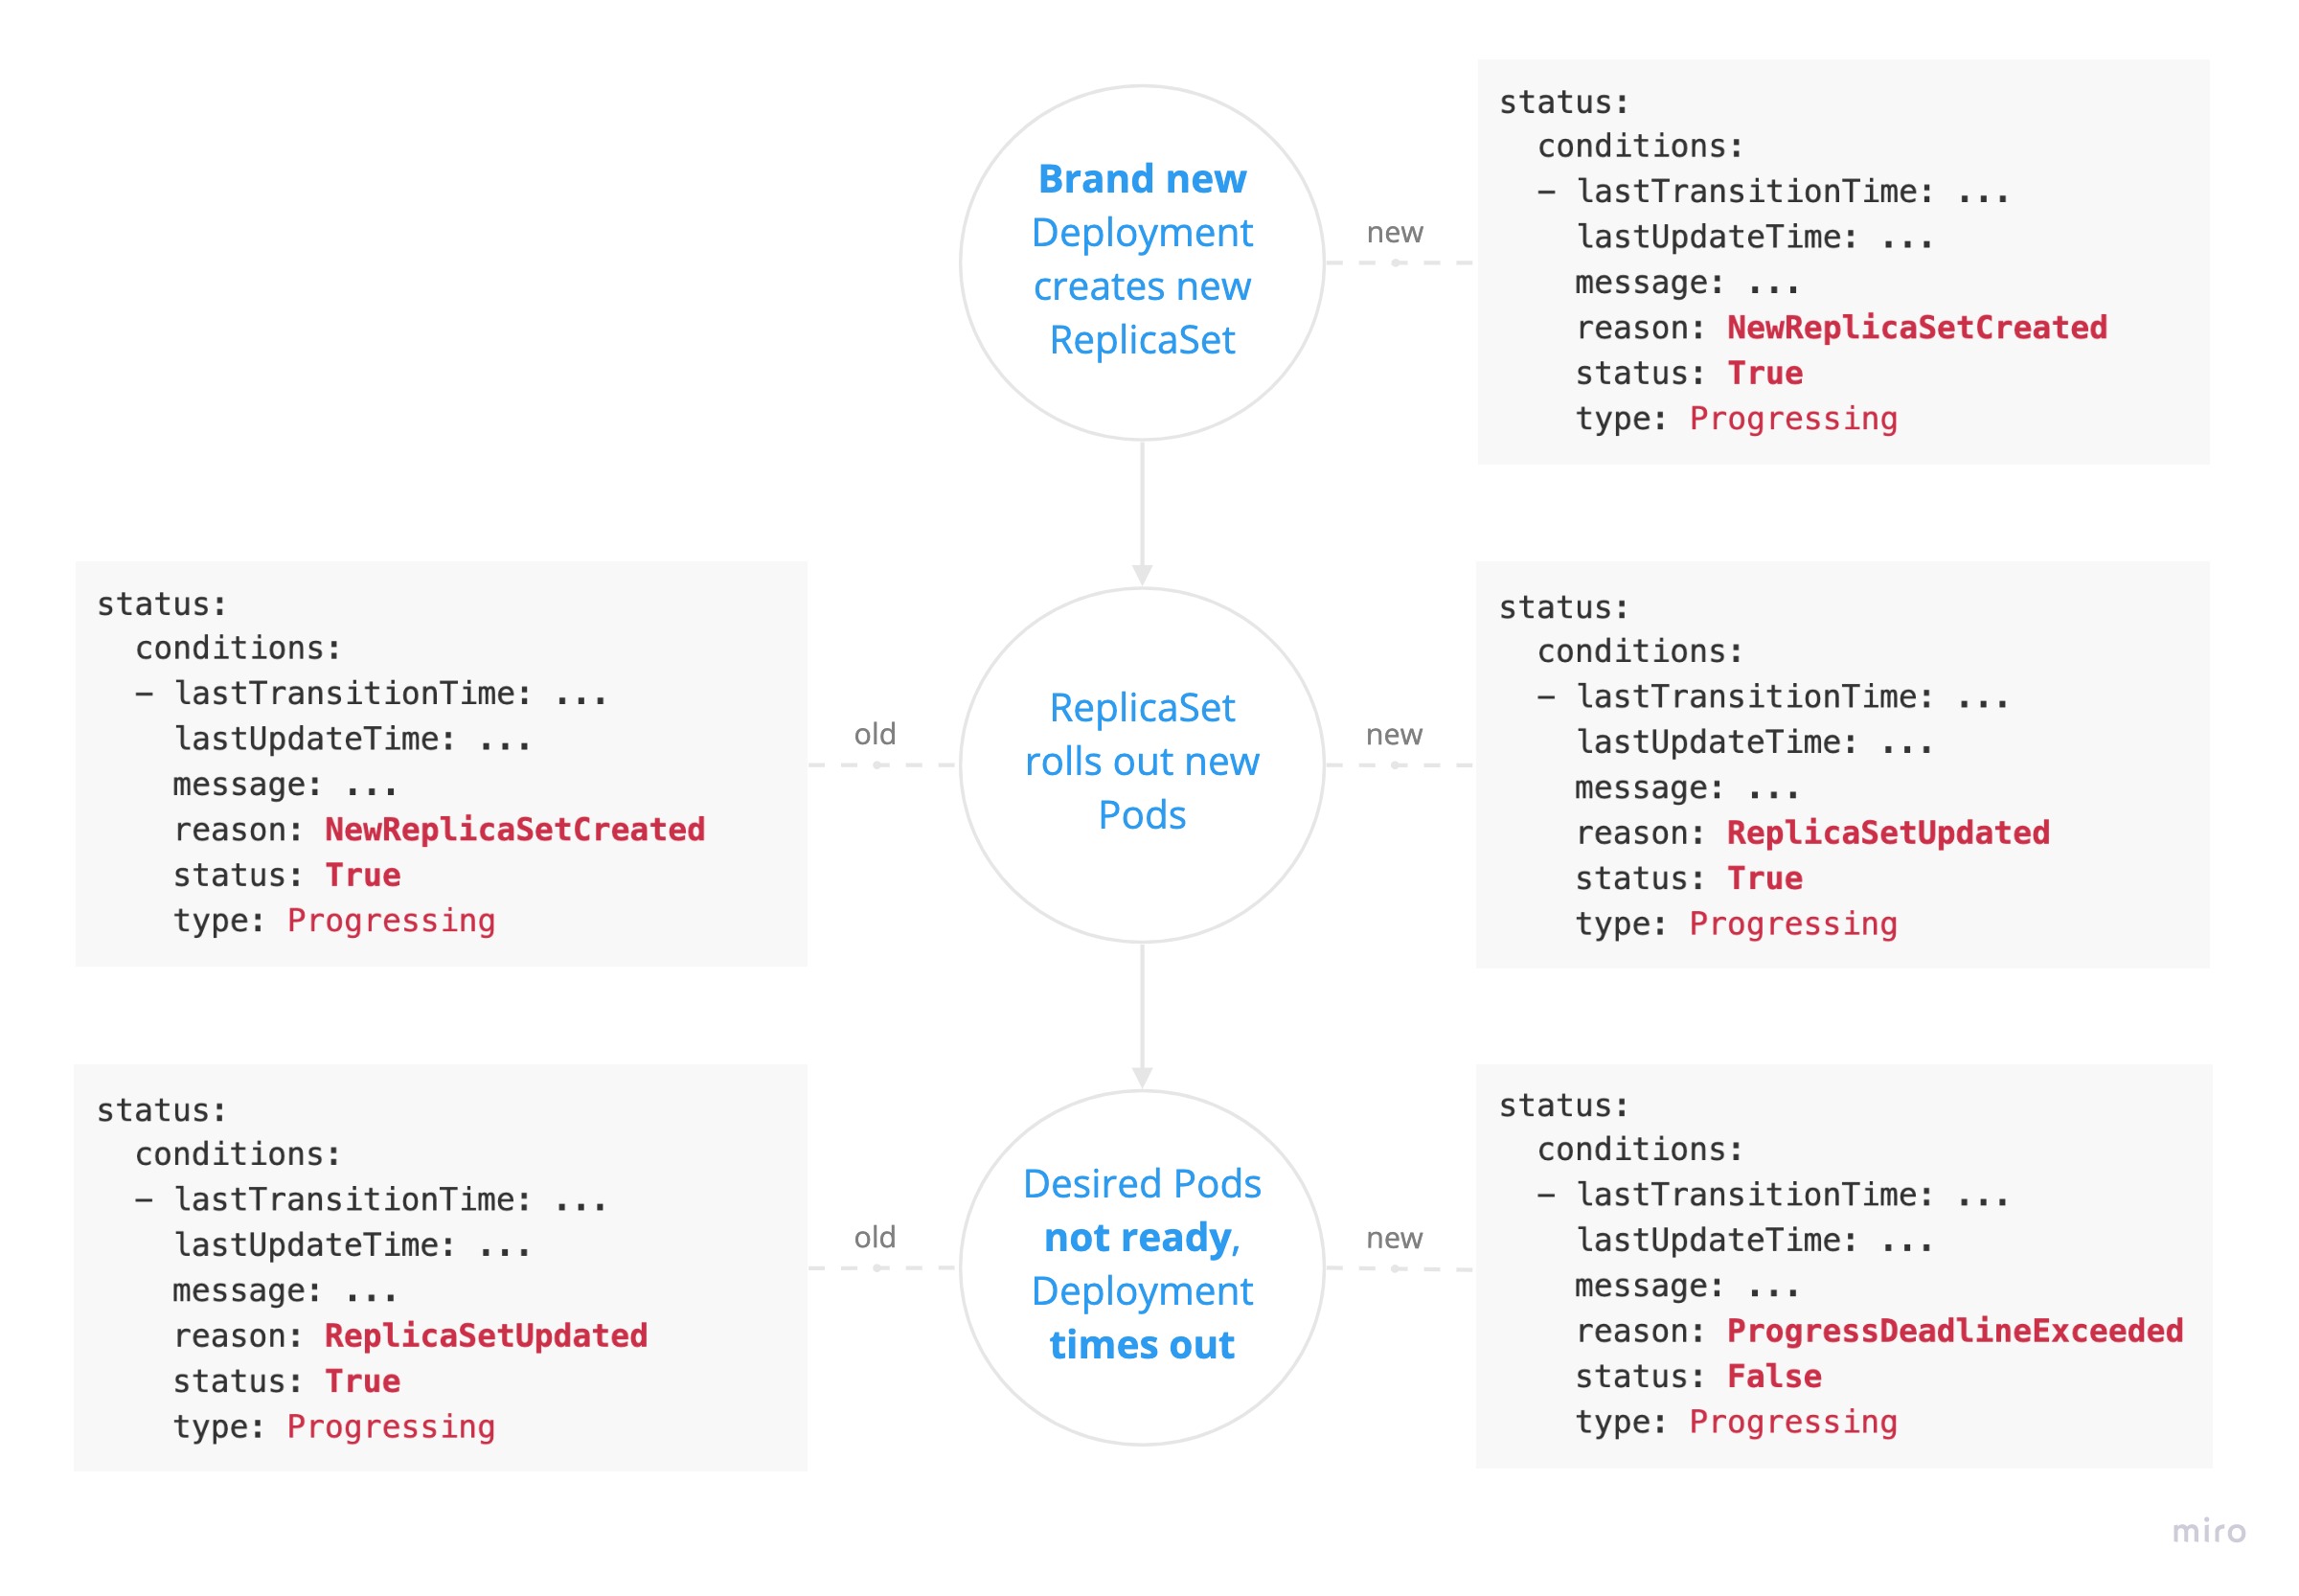 Brand new
Deployment
creates new
ReplicaSet
new
status:
conditions:
- lastTransitionTime: ...
lastUpdateTime: ...
message: ...
reason: NewReplicaSetCreated
status: True
type: Progressing
status:
conditions:
- lastTransitionTime: ...
lastUpdateTime: ...
message: ...
reason: NewReplicaSetCreated
status: True
type: Progressing
old
ReplicaSet
rolls out new
Pods
new
status:
conditions:
- lastTransitionTime: ...
lastUpdateTime: ...
message: ...
reason: ReplicaSetUpdated
status: True
type: Progressing
status:
conditions:
- lastTransitionTime: ...
lastUpdateTime: ...
message: ...
reason: ReplicaSetUpdated
status: True
type: Progressing
old
Desired Pods
not ready,
Deployment
times out
new
status:
conditions:
- lastTransitionTime: ...
lastUpdateTime: ...
message: ...
reason: ProgressDeadlineExceeded
status: False
type: Progressing
miro